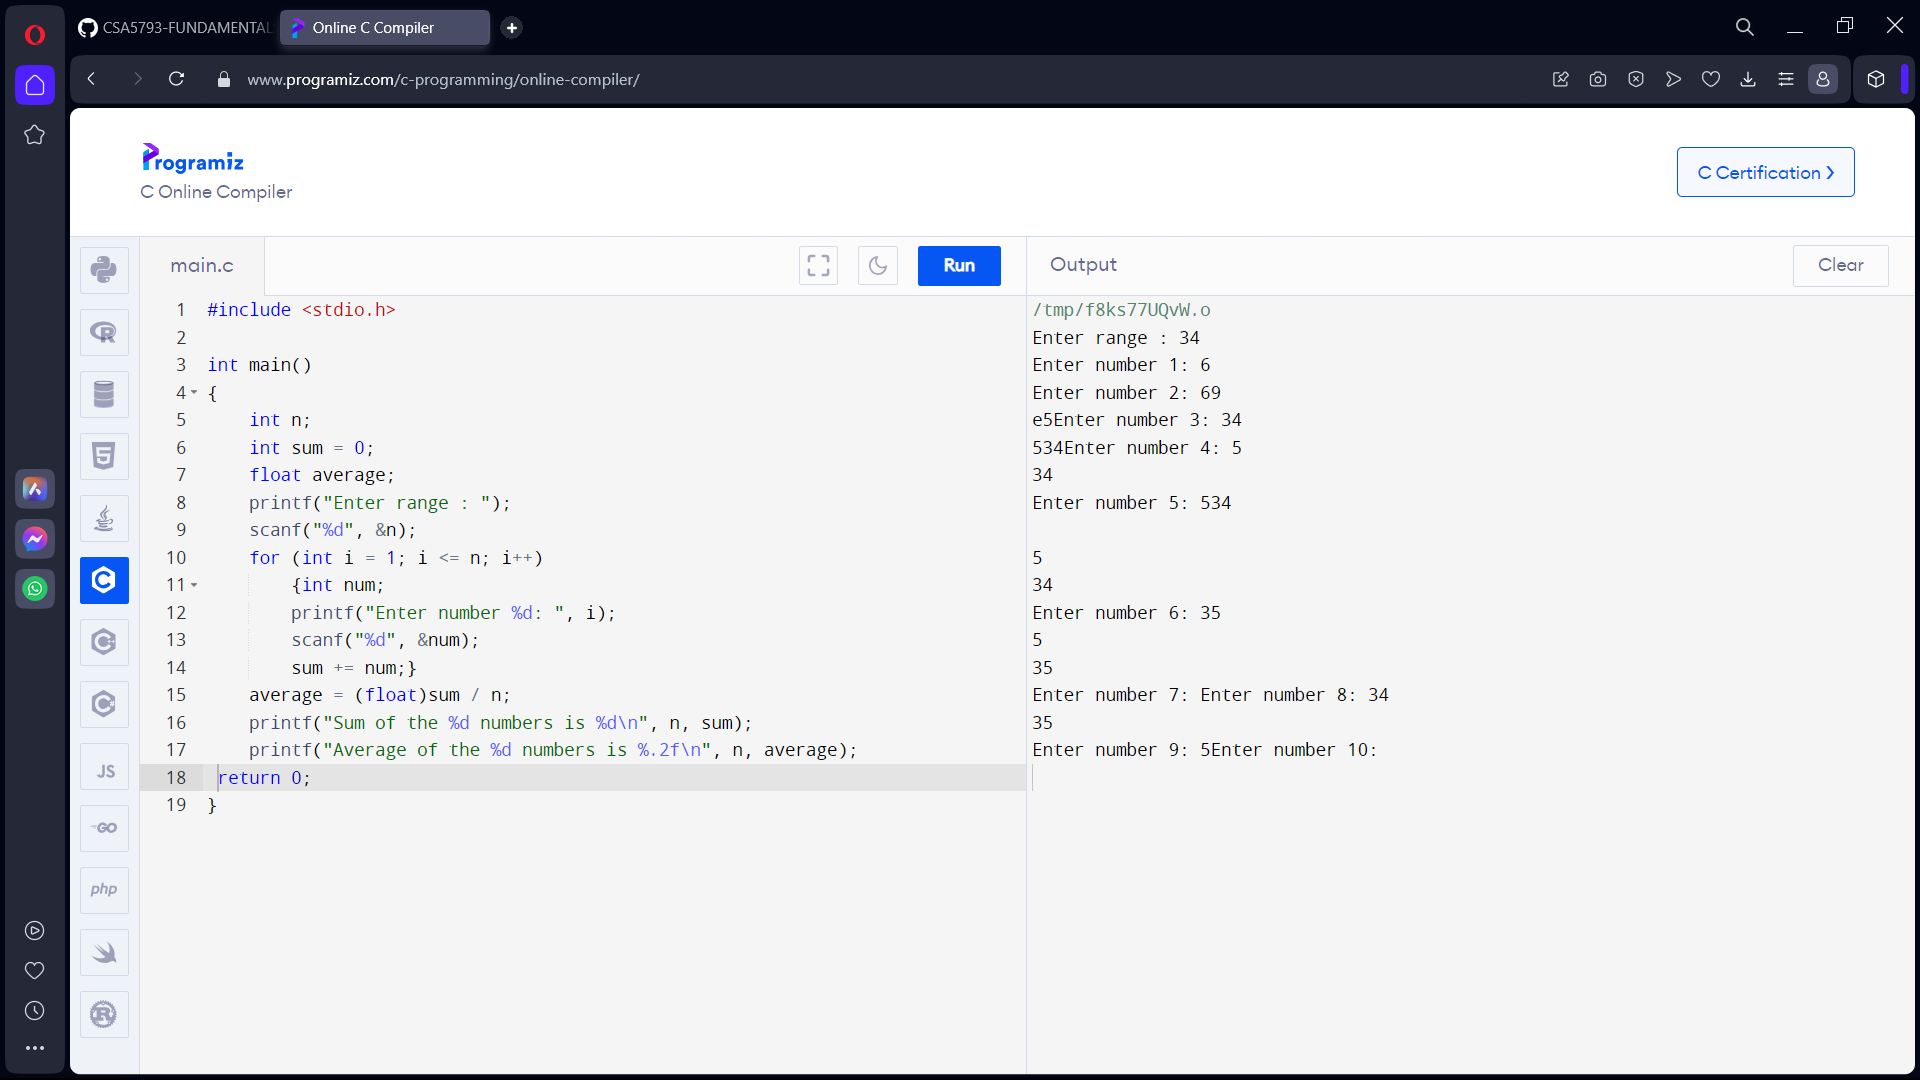 CSA5793-FUNDAMENTAL
Online C Compiler
www.programiz.com/c-programming/online-compiler/
Programiz
C Online Compiler
C Certification
main.c
Run
Output
Clear
1 #include <stdio.h>
2
3 int main()
4 {
5 int n;
6 int sum = 0;
7 float average;
8 printf("Enter range : ");
9 scanf("%d", &n);
10 for (int i = 1; i <= n; i++)
11 {int num;
12 printf("Enter number %d: ", i);
13 scanf("%d", &num);
14 sum += num;}
15 average = (float)sum / n;
16 printf("Sum of the %d numbers is %d\n", n, sum);
17 printf("Average of the %d numbers is %.2f\n", n, average);
18 return 0;
19 }
/tmp/f8ks77UQvW.o
Enter range : 34
Enter number 1: 6
Enter number 2: 69
e5Enter number 3: 34
534Enter number 4: 5
34
Enter number 5: 534
5
34
Enter number 6: 35
5
35
Enter number 7: Enter number 8: 34
35
Enter number 9: 5Enter number 10:
R
5
C
C
C
JS
GO
php
R